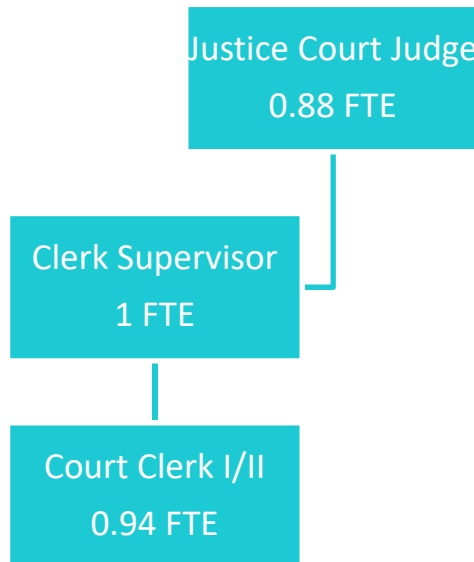 Justice Court Judge
0.88 FTE
Clerk Supervisor
1 FTE
Court Clerk I/II
0.94 FTE